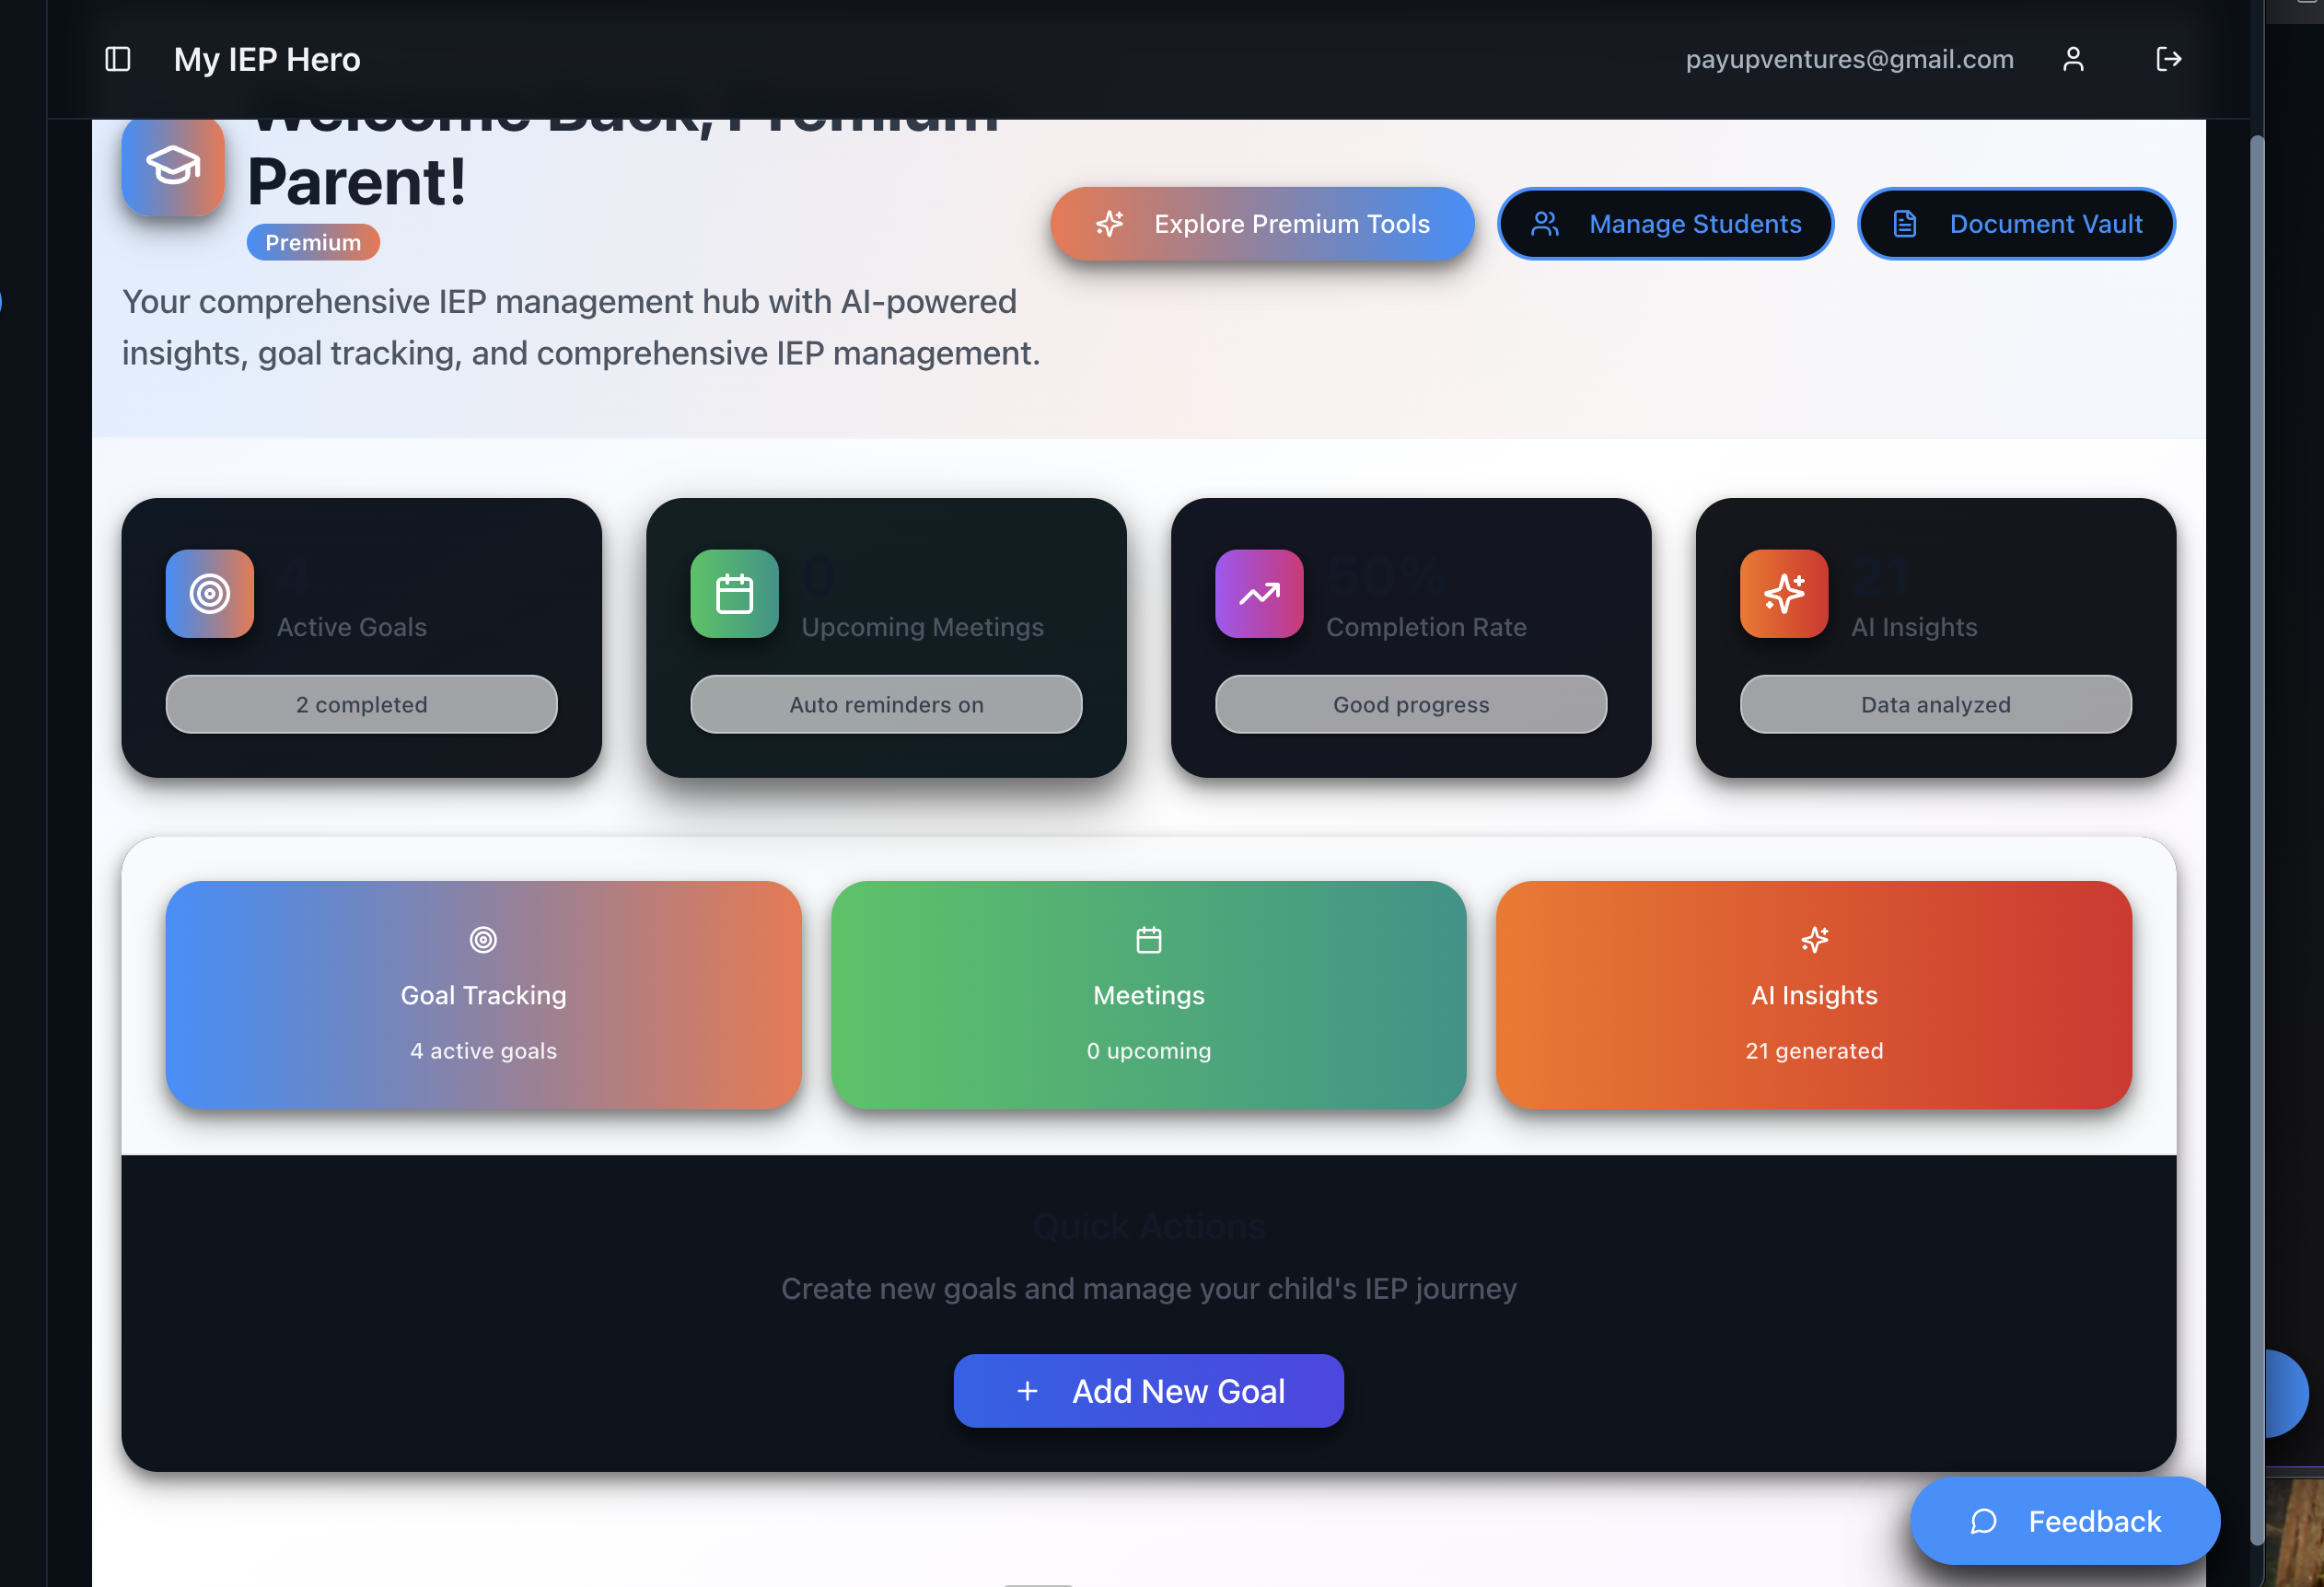 My IEP Hero
payupventures@gmail.com
Welcome Back, Premium
Parent!
Premium
Explore Premium Tools
Manage Students
Document Vault
Your comprehensive IEP management hub with AI-powered
insights, goal tracking, and comprehensive IEP management.
4
Active Goals
2 completed
0
Upcoming Meetings
Auto reminders on
50%
Completion Rate
Good progress
21
AI Insights
Data analyzed
Goal Tracking
4 active goals
Meetings
0 upcoming
AI Insights
21 generated
Quick Actions
Create new goals and manage your child's IEP journey
Add New Goal
Feedback